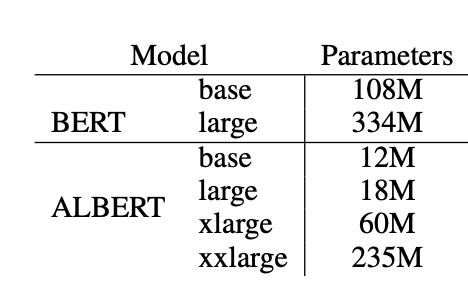 Model Parameters
base 108M
BERT large 334M
base 12M
large 18M
ALBERT
xlarge 60M
xxlarge 235M